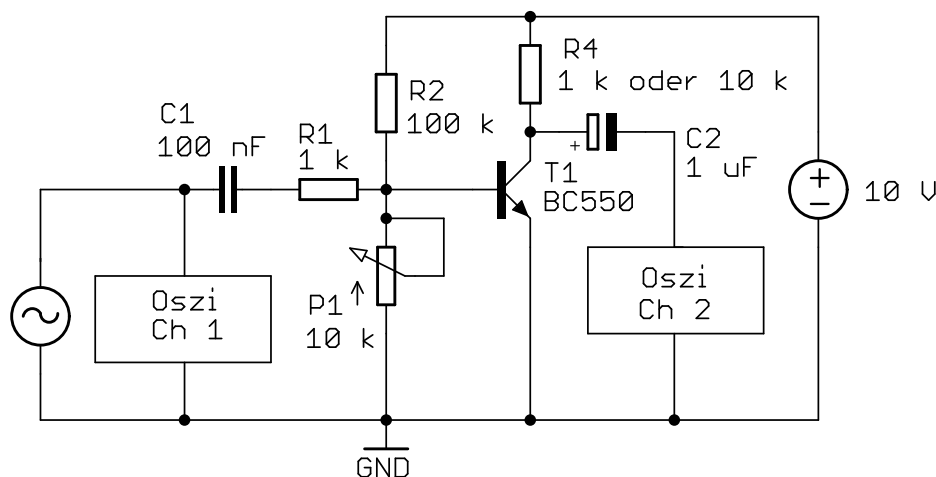 R4
1 k oder 10 k
R2
100 k
C1
100 nF
R1
1 k
+
C2
1 uF
T1
BC550
+
−
10 V
Oszi
Ch 1
P1
10 k
Oszi
Ch 2
GND